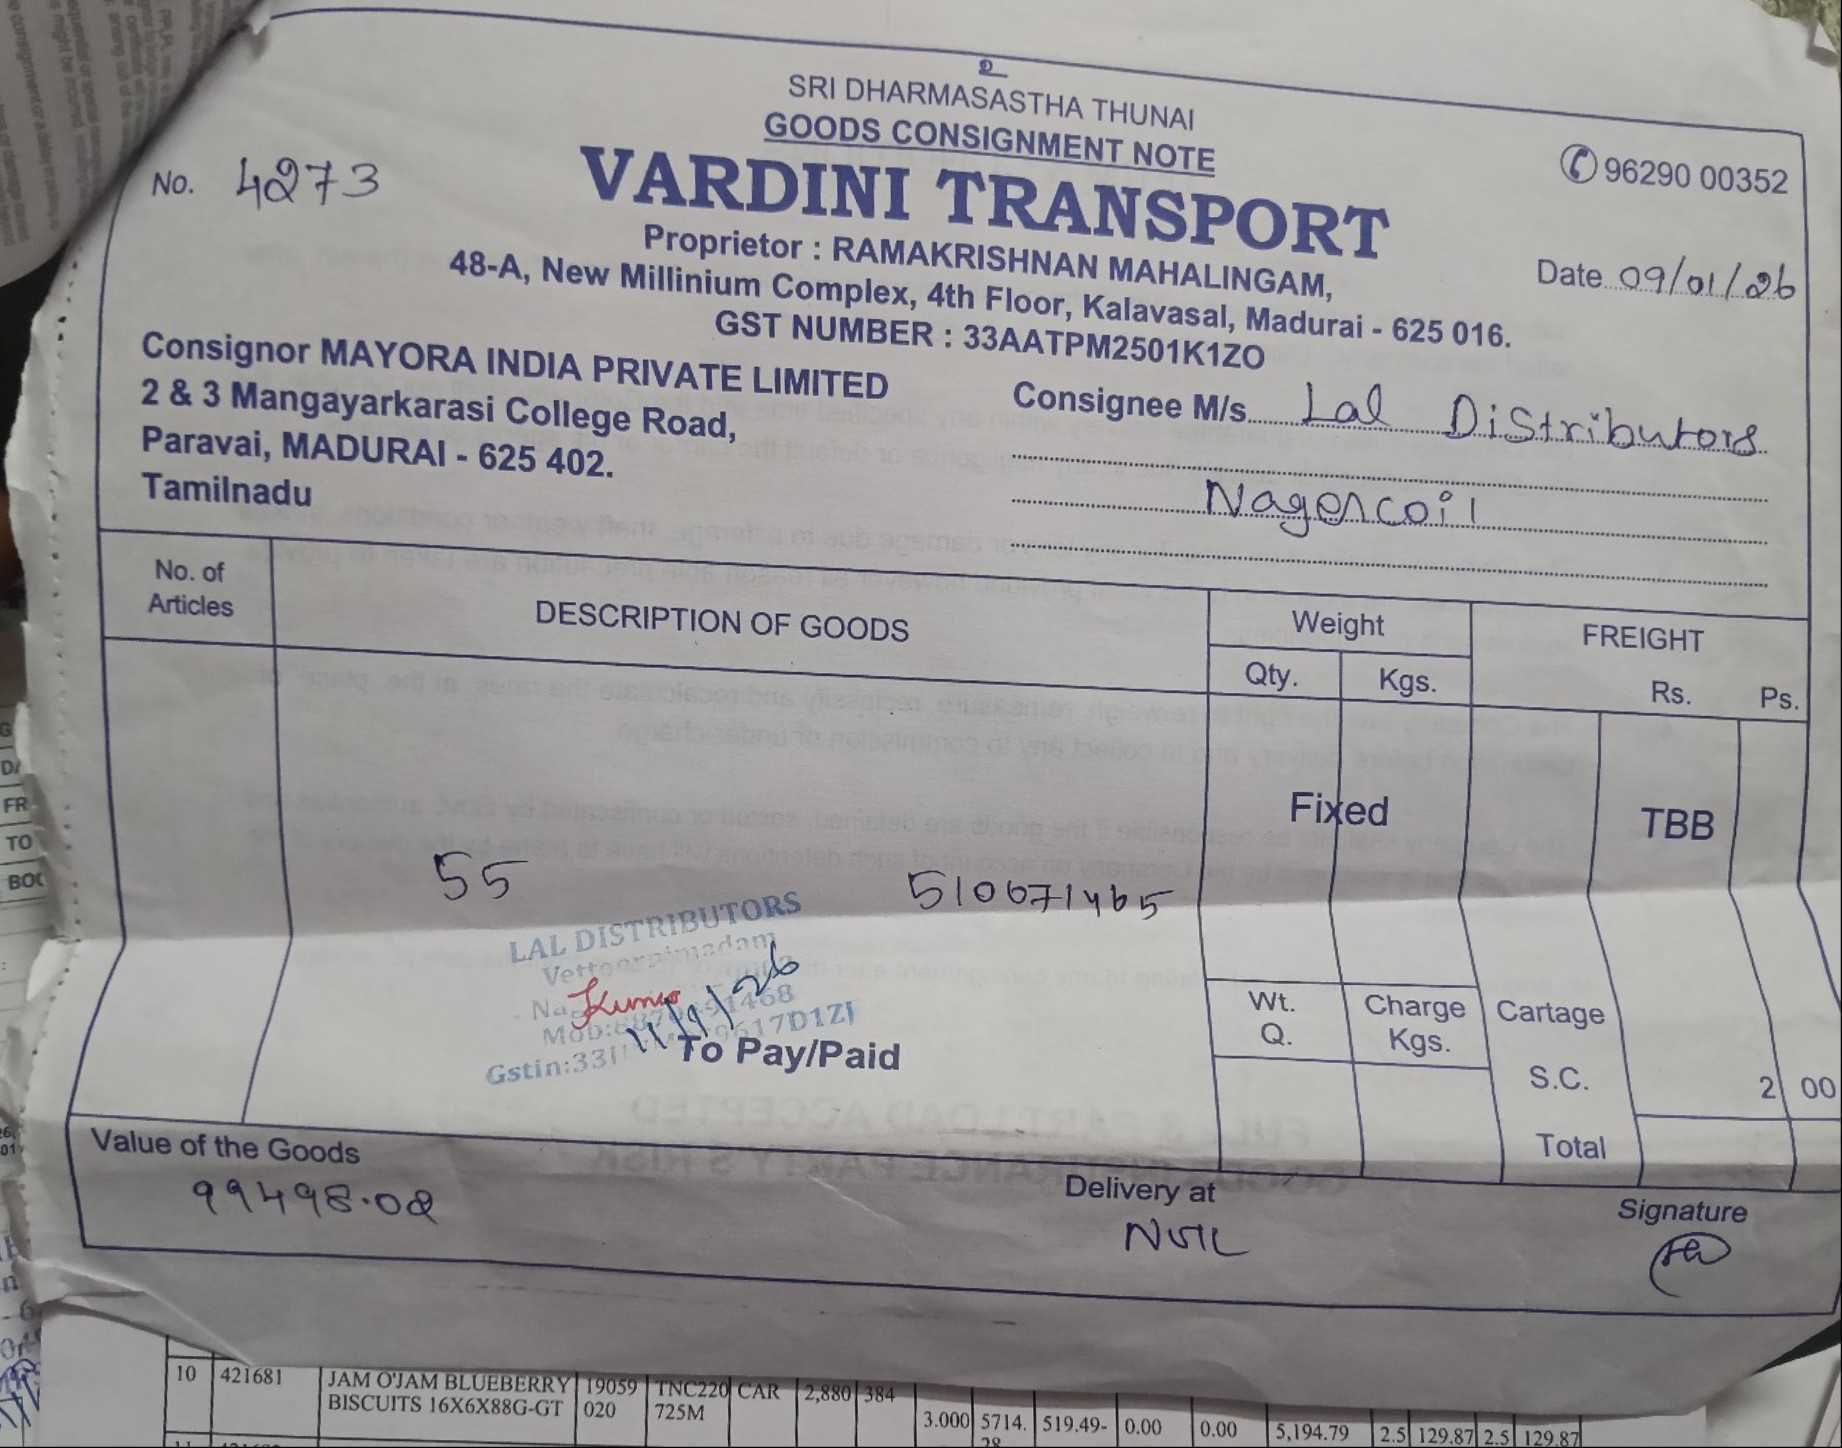 SRI DHARMASASTHA THUNAI
GOODS CONSIGNMENT NOTE
No. 4273
96290 00352
VARDINI TRANSPORT
Proprietor : RAMAKRISHNAN MAHALINGAM,
Date 09/01/26
48-A, New Millinium Complex, 4th Floor, Kalavasal, Madurai - 625 016.
GST NUMBER : 33AATPM2501K1ZO
Consignor MAYORA INDIA PRIVATE LIMITED
2 & 3 Mangayarkarasi College Road,
Paravai, MADURAI - 625 402.
Tamilnadu
Consignee M/s. Lal Distributors
Nagercoil
No. of Articles
DESCRIPTION OF GOODS
Weight
FREIGHT
Qty. Kgs.
Rs. Ps.
Fixed
TBB
55
510671465
LAL DISTRIBUTORS
Gstin:33
11/1/26
To Pay/Paid
Wt. Q.
Charge Kgs.
Cartage
S.C. 2 00
Total
Value of the Goods
99498.02
Delivery at
Signature
10 421681 JAM O'JAM BLUEBERRY 19059 TNC220 CAR 2,880 384
BISCUITS 16X6X88G-GT 020 725M
3.000 5714. 519.49- 0.00 0.00 5,194.79 2.5 129.87 2.5 129.87